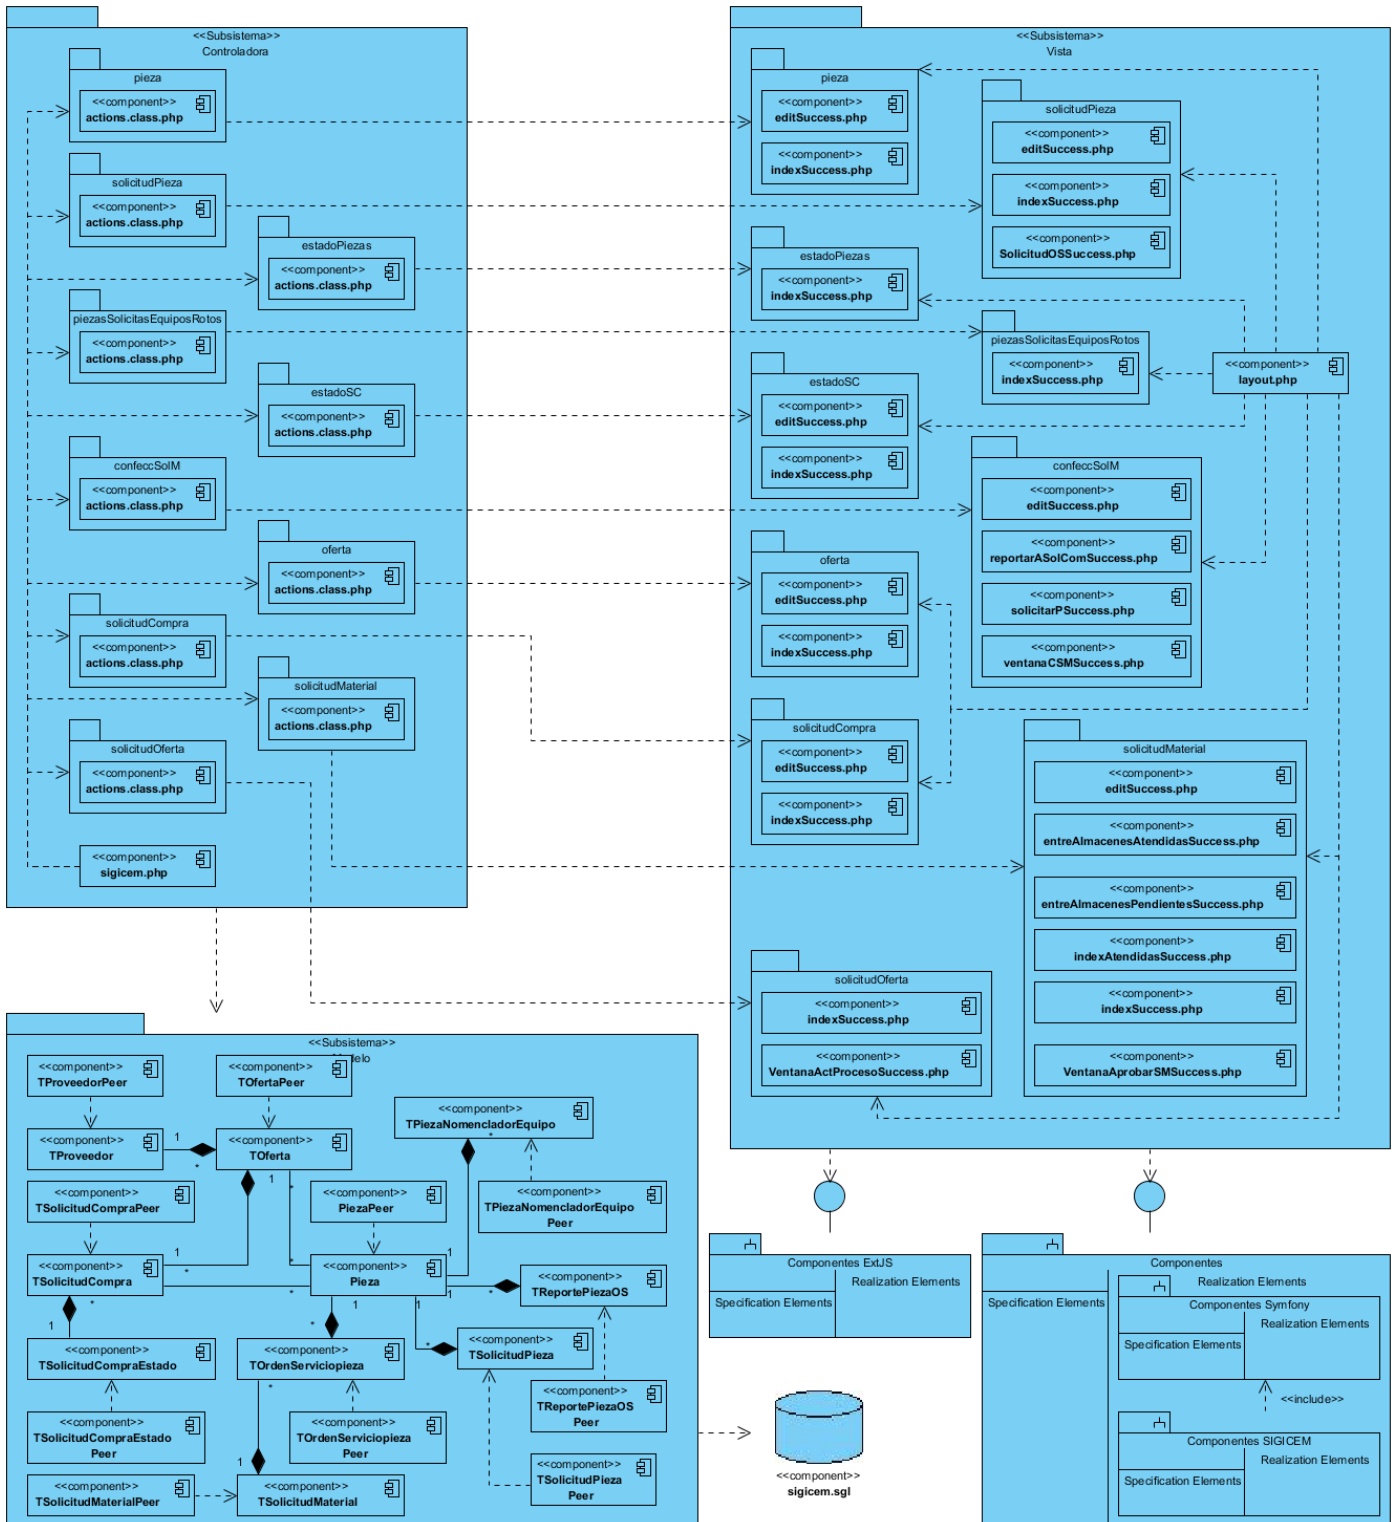 <<Subsistema>>
Controladora
pieza
<<component>>
actions.class.php
solicitudPieza
<<component>>
actions.class.php
estadoPiezas
<<component>>
actions.class.php
piezasSolicitasEquiposRotos
<<component>>
actions.class.php
estadoSC
<<component>>
actions.class.php
confeccSolM
<<component>>
actions.class.php
oferta
<<component>>
actions.class.php
solicitudCompra
<<component>>
actions.class.php
solicitudMaterial
<<component>>
actions.class.php
solicitudOferta
<<component>>
actions.class.php
<<component>>
sigicem.php
<<Subsistema>>
Vista
pieza
<<component>>
editSuccess.php
<<component>>
indexSuccess.php
solicitudPieza
<<component>>
editSuccess.php
<<component>>
indexSuccess.php
<<component>>
SolicitudOSSuccess.php
estadoPiezas
<<component>>
indexSuccess.php
piezasSolicitasEquiposRotos
<<component>>
indexSuccess.php
<<component>>
layout.php
estadoSC
<<component>>
editSuccess.php
<<component>>
indexSuccess.php
confeccSolM
<<component>>
editSuccess.php
<<component>>
reportarASolComSuccess.php
<<component>>
solicitarPSuccess.php
<<component>>
ventanaCSMSuccess.php
oferta
<<component>>
editSuccess.php
<<component>>
indexSuccess.php
solicitudCompra
<<component>>
editSuccess.php
<<component>>
indexSuccess.php
solicitudMaterial
<<component>>
editSuccess.php
<<component>>
entreAlmacenesAtendidasSuccess.php
<<component>>
entreAlmacenesPendientesSuccess.php
<<component>>
indexAtendidasSuccess.php
<<component>>
indexSuccess.php
<<component>>
VentanaAprobarSMSuccess.php
solicitudOferta
<<component>>
indexSuccess.php
<<component>>
VentanaActProcesoSuccess.php
<<Subsistema>>
<<component>>
TProveedorPeer
<<component>>
TOfertaPeer
<<component>>
TPiezaNomencladorEquipo
*
<<component>>
TProveedor
1
*
<<component>>
TOferta
1
*
<<component>>
TSolicitudCompraPeer
<<component>>
PiezaPeer
<<component>>
TPiezaNomencladorEquipo
Peer
<<component>>
TSolicitudCompra
1
*
*
*
*
<<component>>
Pieza
1
1
*
1
1
<<component>>
TReportePiezaOS
*
1
*
*
<<component>>
TSolicitudCompraEstado
<<component>>
TOrdenServiciopieza
*
<<component>>
TSolicitudPieza
<<component>>
TReportePiezaOS
Peer
<<component>>
TSolicitudCompraEstado
Peer
<<component>>
TOrdenServiciopieza
Peer
1
<<component>>
TSolicitudPieza
Peer
<<component>>
TSolicitudMaterialPeer
<<component>>
TSolicitudMaterial
Componentes ExtJS
Realization Elements
Specification Elements
<<component>>
sigicem.sgl
Componentes
Realization Elements
Specification Elements
Componentes Symfony
Realization Elements
Specification Elements
<<include>>
Componentes SIGICEM
Realization Elements
Specification Elements